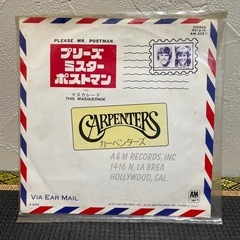 PLEASE MR. POSTMAN
プリーズ
ミスター
ポストマン
マスカレード
THIS MASQUERADE
CARPENTERS
カーペンターズ
A & M RECORDS, INC.
1416 N. LA BREA
HOLLYWOOD, CAL.
VIA EAR MAIL
¥500